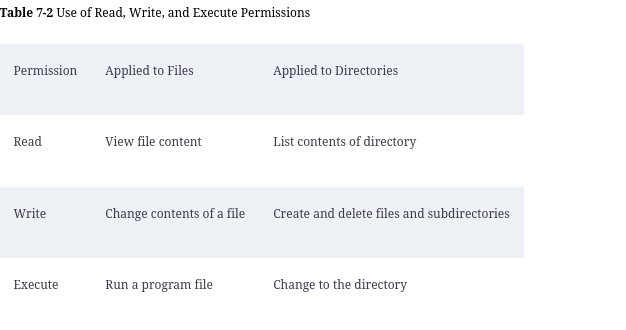 Table 7-2 Use of Read, Write, and Execute Permissions
Permission Applied to Files Applied to Directories
Read View file content List contents of directory
Write Change contents of a file Create and delete files and subdirectories
Execute Run a program file Change to the directory